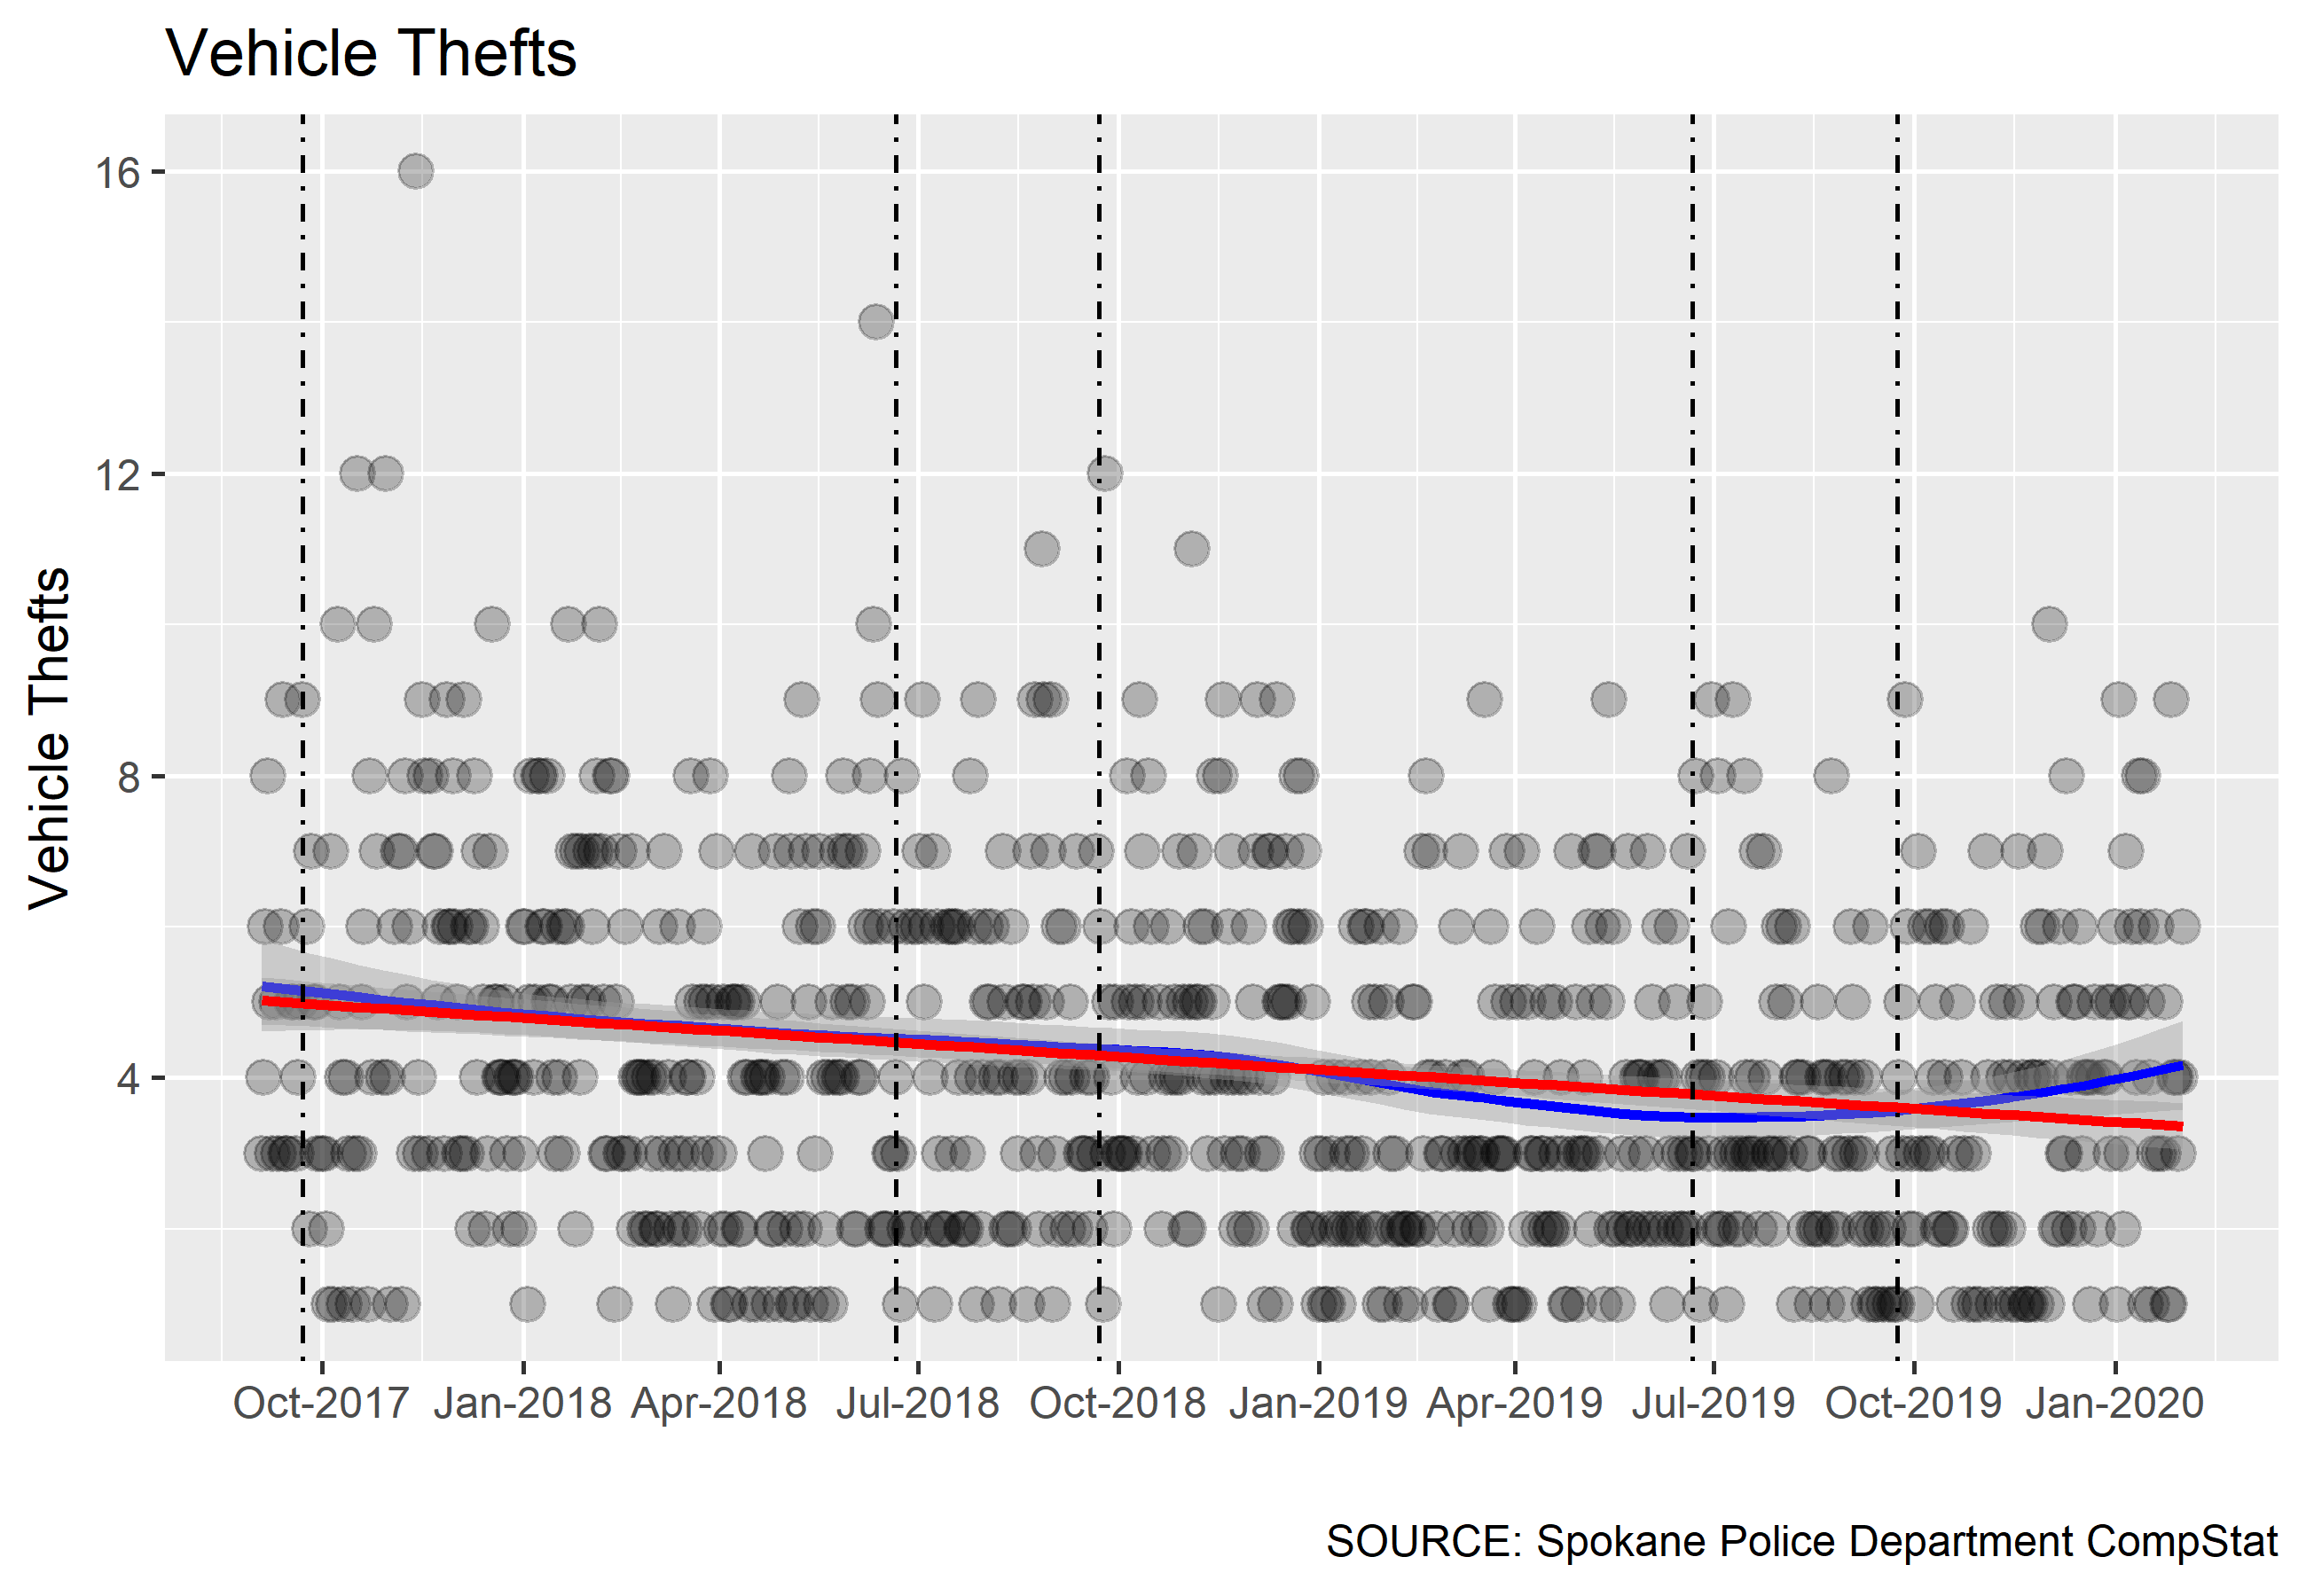 Vehicle Thefts
Vehicle Thefts
16
12
8
4
Oct-2017 Jan-2018 Apr-2018 Jul-2018 Oct-2018 Jan-2019 Apr-2019 Jul-2019 Oct-2019 Jan-2020
SOURCE: Spokane Police Department CompStat